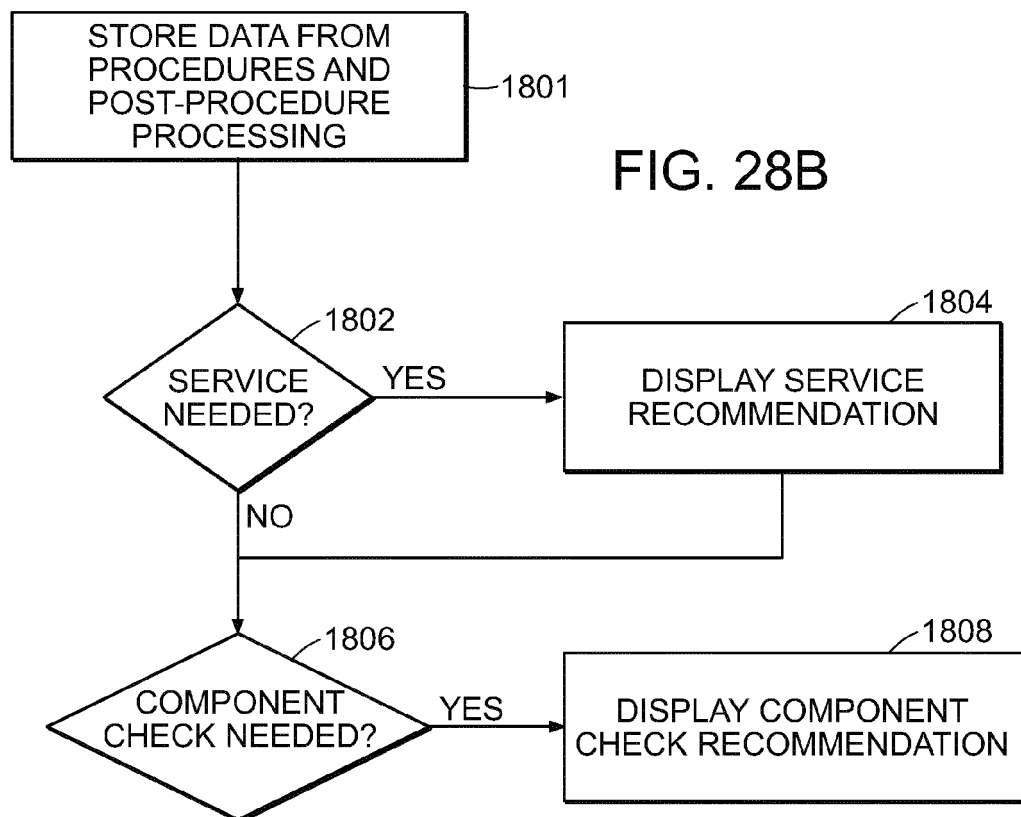 STORE DATA FROM
PROCEDURES AND
POST-PROCEDURE
PROCESSING
1801
FIG. 28B
1802
SERVICE
NEEDED?
YES
1804
DISPLAY SERVICE
RECOMMENDATION
NO
1806
COMPONENT
CHECK NEEDED?
YES
1808
DISPLAY COMPONENT
CHECK RECOMMENDATION